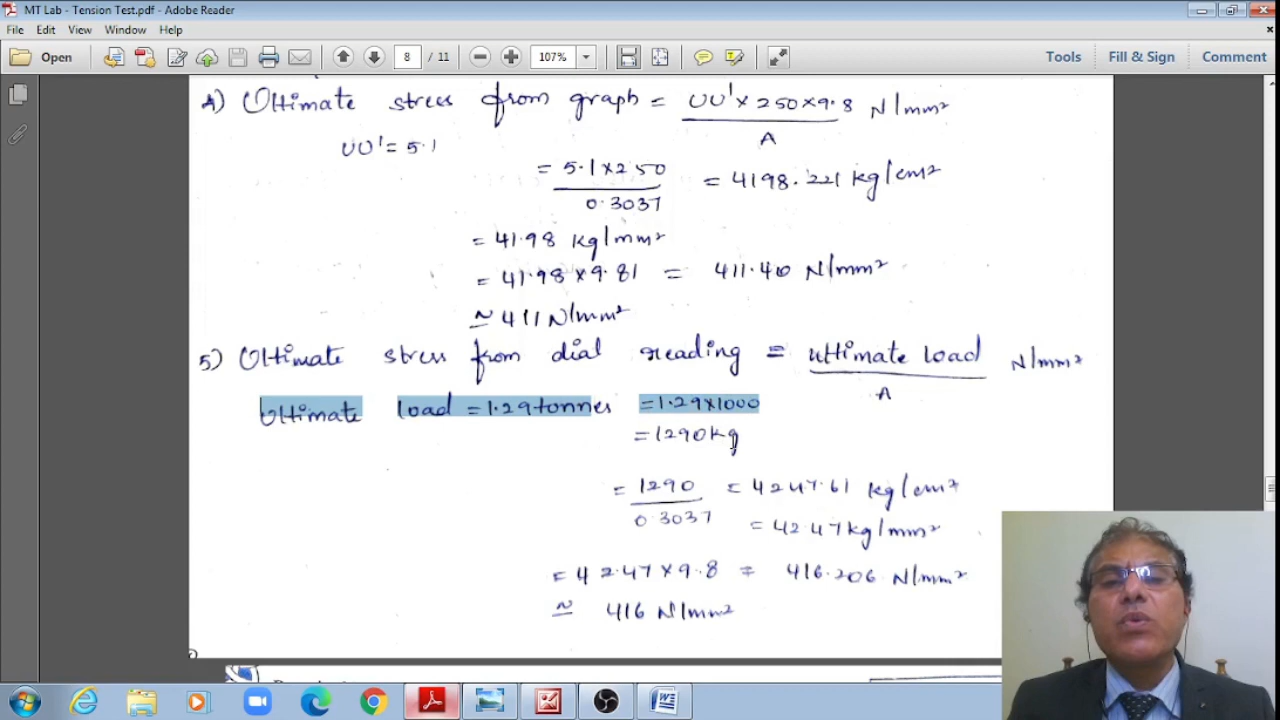 MT Lab - Tension Test.pdf - Adobe Reader
File Edit View Window Help
Open 8 / 11 107% Tools Fill & Sign Comment
4) Ultimate stress from graph = UU' x 250 x 9.8 N/mm²
A
UU' = 5.1
= 5.1 x 250 = 4198.221 kg/cm²
0.3037
= 41.98 kg/mm²
= 41.98 x 9.81 = 411.40 N/mm²
≃ 411 N/mm²
5) Ultimate stress from dial reading = ultimate load N/mm²
A
Ultimate load = 1.29 tonnes = 1.29x1000
= 1290 kg
= 1290 = 4247.61 kg/cm²
0.3037
= 42.47 kg/mm²
= 42.47 x 9.8 = 416.206 N/mm²
≃ 416 N/mm²